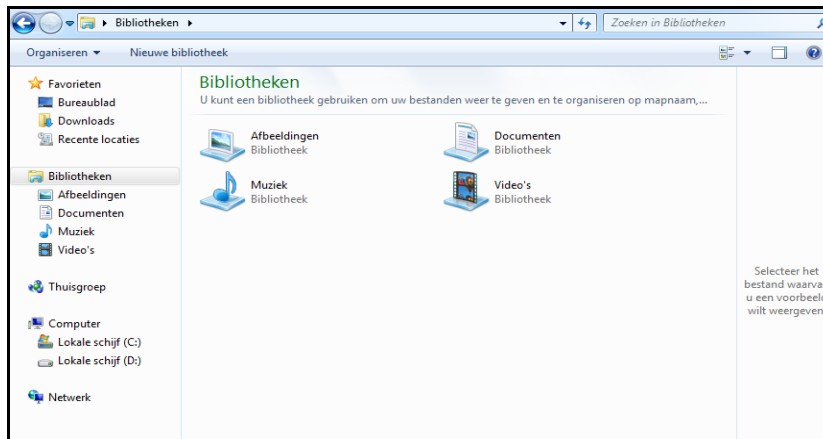 Bibliotheken
Zoeken in Bibliotheken
Organiseren
Nieuwe bibliotheek
Favorieten
Bureaublad
Downloads
Recente locaties
Bibliotheken
Afbeeldingen
Documenten
Muziek
Video's
Thuisgroep
Computer
Lokale schijf (C:)
Lokale schijf (D:)
Netwerk
Bibliotheken
U kunt een bibliotheek gebruiken om uw bestanden weer te geven en te organiseren op mapnaam,...
Afbeeldingen
Bibliotheek
Documenten
Bibliotheek
Muziek
Bibliotheek
Video's
Bibliotheek
Selecteer het
bestand waarva
u een voorbeeld
wilt weergeven